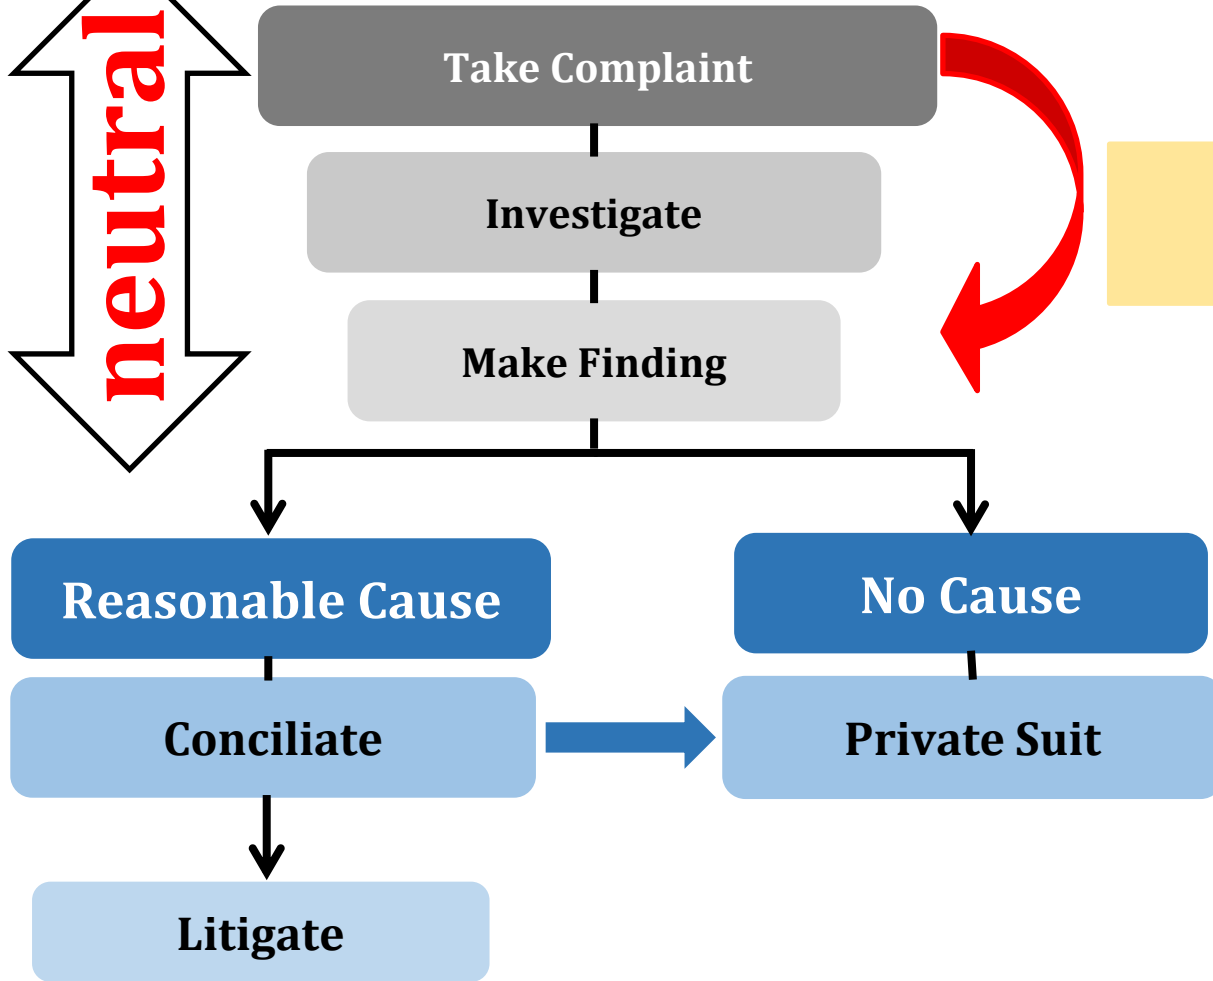 neutral
Take Complaint
Investigate
Make Finding
Reasonable Cause
No Cause
Conciliate
Private Suit
Litigate